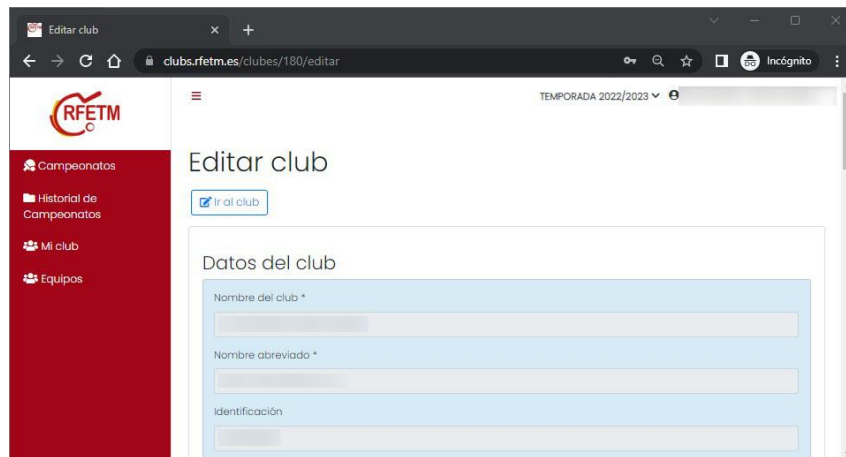 Editar club
clubs.rfetm.es/clubes/180/editar
Incógnito
RFETM
TEMPORADA 2022/2023
Campeonatos
Historial de
Campeonatos
Mi club
Equipos
Editar club
Ir al club
Datos del club
Nombre del club *
Nombre abreviado *
Identificación